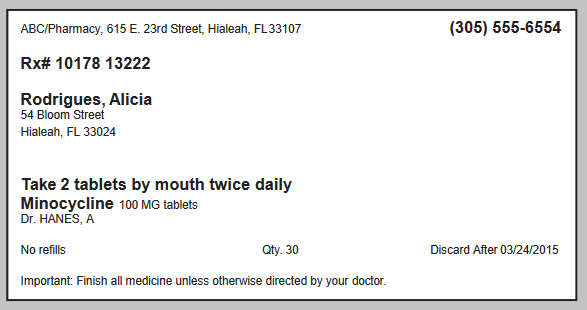 ABC/Pharmacy, 615 E. 23rd Street, Hialeah, FL33107 (305) 555-6554
Rx# 10178 13222
Rodrigues, Alicia
54 Bloom Street
Hialeah, FL 33024
Take 2 tablets by mouth twice daily
Minocycline 100 MG tablets
Dr. HANES, A
No refills Qty. 30 Discard After 03/24/2015
Important: Finish all medicine unless otherwise directed by your doctor.